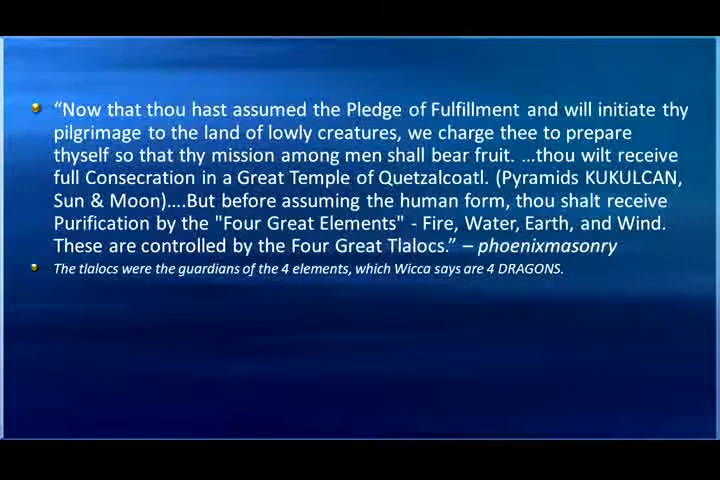 “Now that thou hast assumed the Pledge of Fulfillment and will initiate thy
pilgrimage to the land of lowly creatures, we charge thee to prepare
thyself so that thy mission among men shall bear fruit. …thou wilt receive
full Consecration in a Great Temple of Quetzalcoatl. (Pyramids KUKULCAN,
Sun & Moon)….But before assuming the human form, thou shalt receive
Purification by the "Four Great Elements" - Fire, Water, Earth, and Wind.
These are controlled by the Four Great Tlalocs.” – phoenixmasonry
The tlalocs were the guardians of the 4 elements, which Wicca says are 4 DRAGONS.